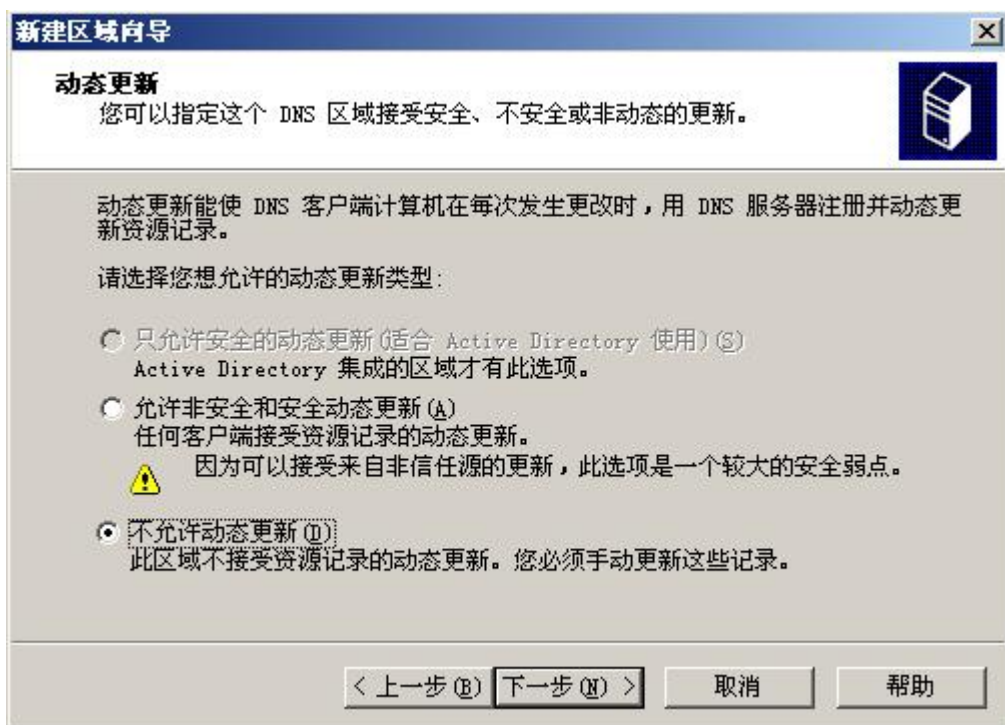 新建区域向导
动态更新
您可以指定这个 DNS 区域接受安全、不安全或非动态的更新。
动态更新能使 DNS 客户端计算机在每次发生更改时，用 DNS 服务器注册并动态更
新资源记录。
请选择您想允许的动态更新类型:
只允许安全的动态更新(适合 Active Directory 使用)(S)
Active Directory 集成的区域才有此选项。
允许非安全和安全动态更新(A)
任何客户端接受资源记录的动态更新。
因为可以接受来自非信任源的更新，此选项是一个较大的安全弱点。
不允许动态更新(D)
此区域不接受资源记录的动态更新。您必须手动更新这些记录。
< 上一步(B) 下一步(N) > 取消 帮助